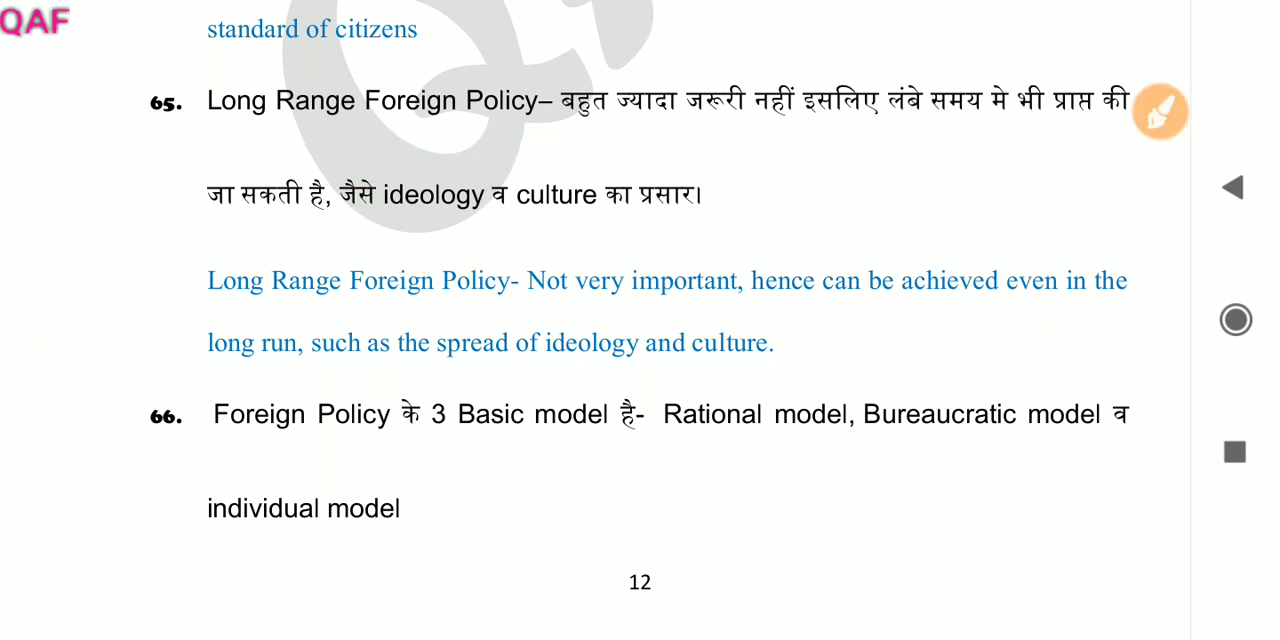 QAF
standard of citizens
65. Long Range Foreign Policy– बहुत ज्यादा जरूरी नहीं इसलिए लंबे समय मे भी प्राप्त की
जा सकती है, जैसे ideology व culture का प्रसार।
Long Range Foreign Policy- Not very important, hence can be achieved even in the
long run, such as the spread of ideology and culture.
66. Foreign Policy के 3 Basic model है- Rational model, Bureaucratic model व
individual model
12